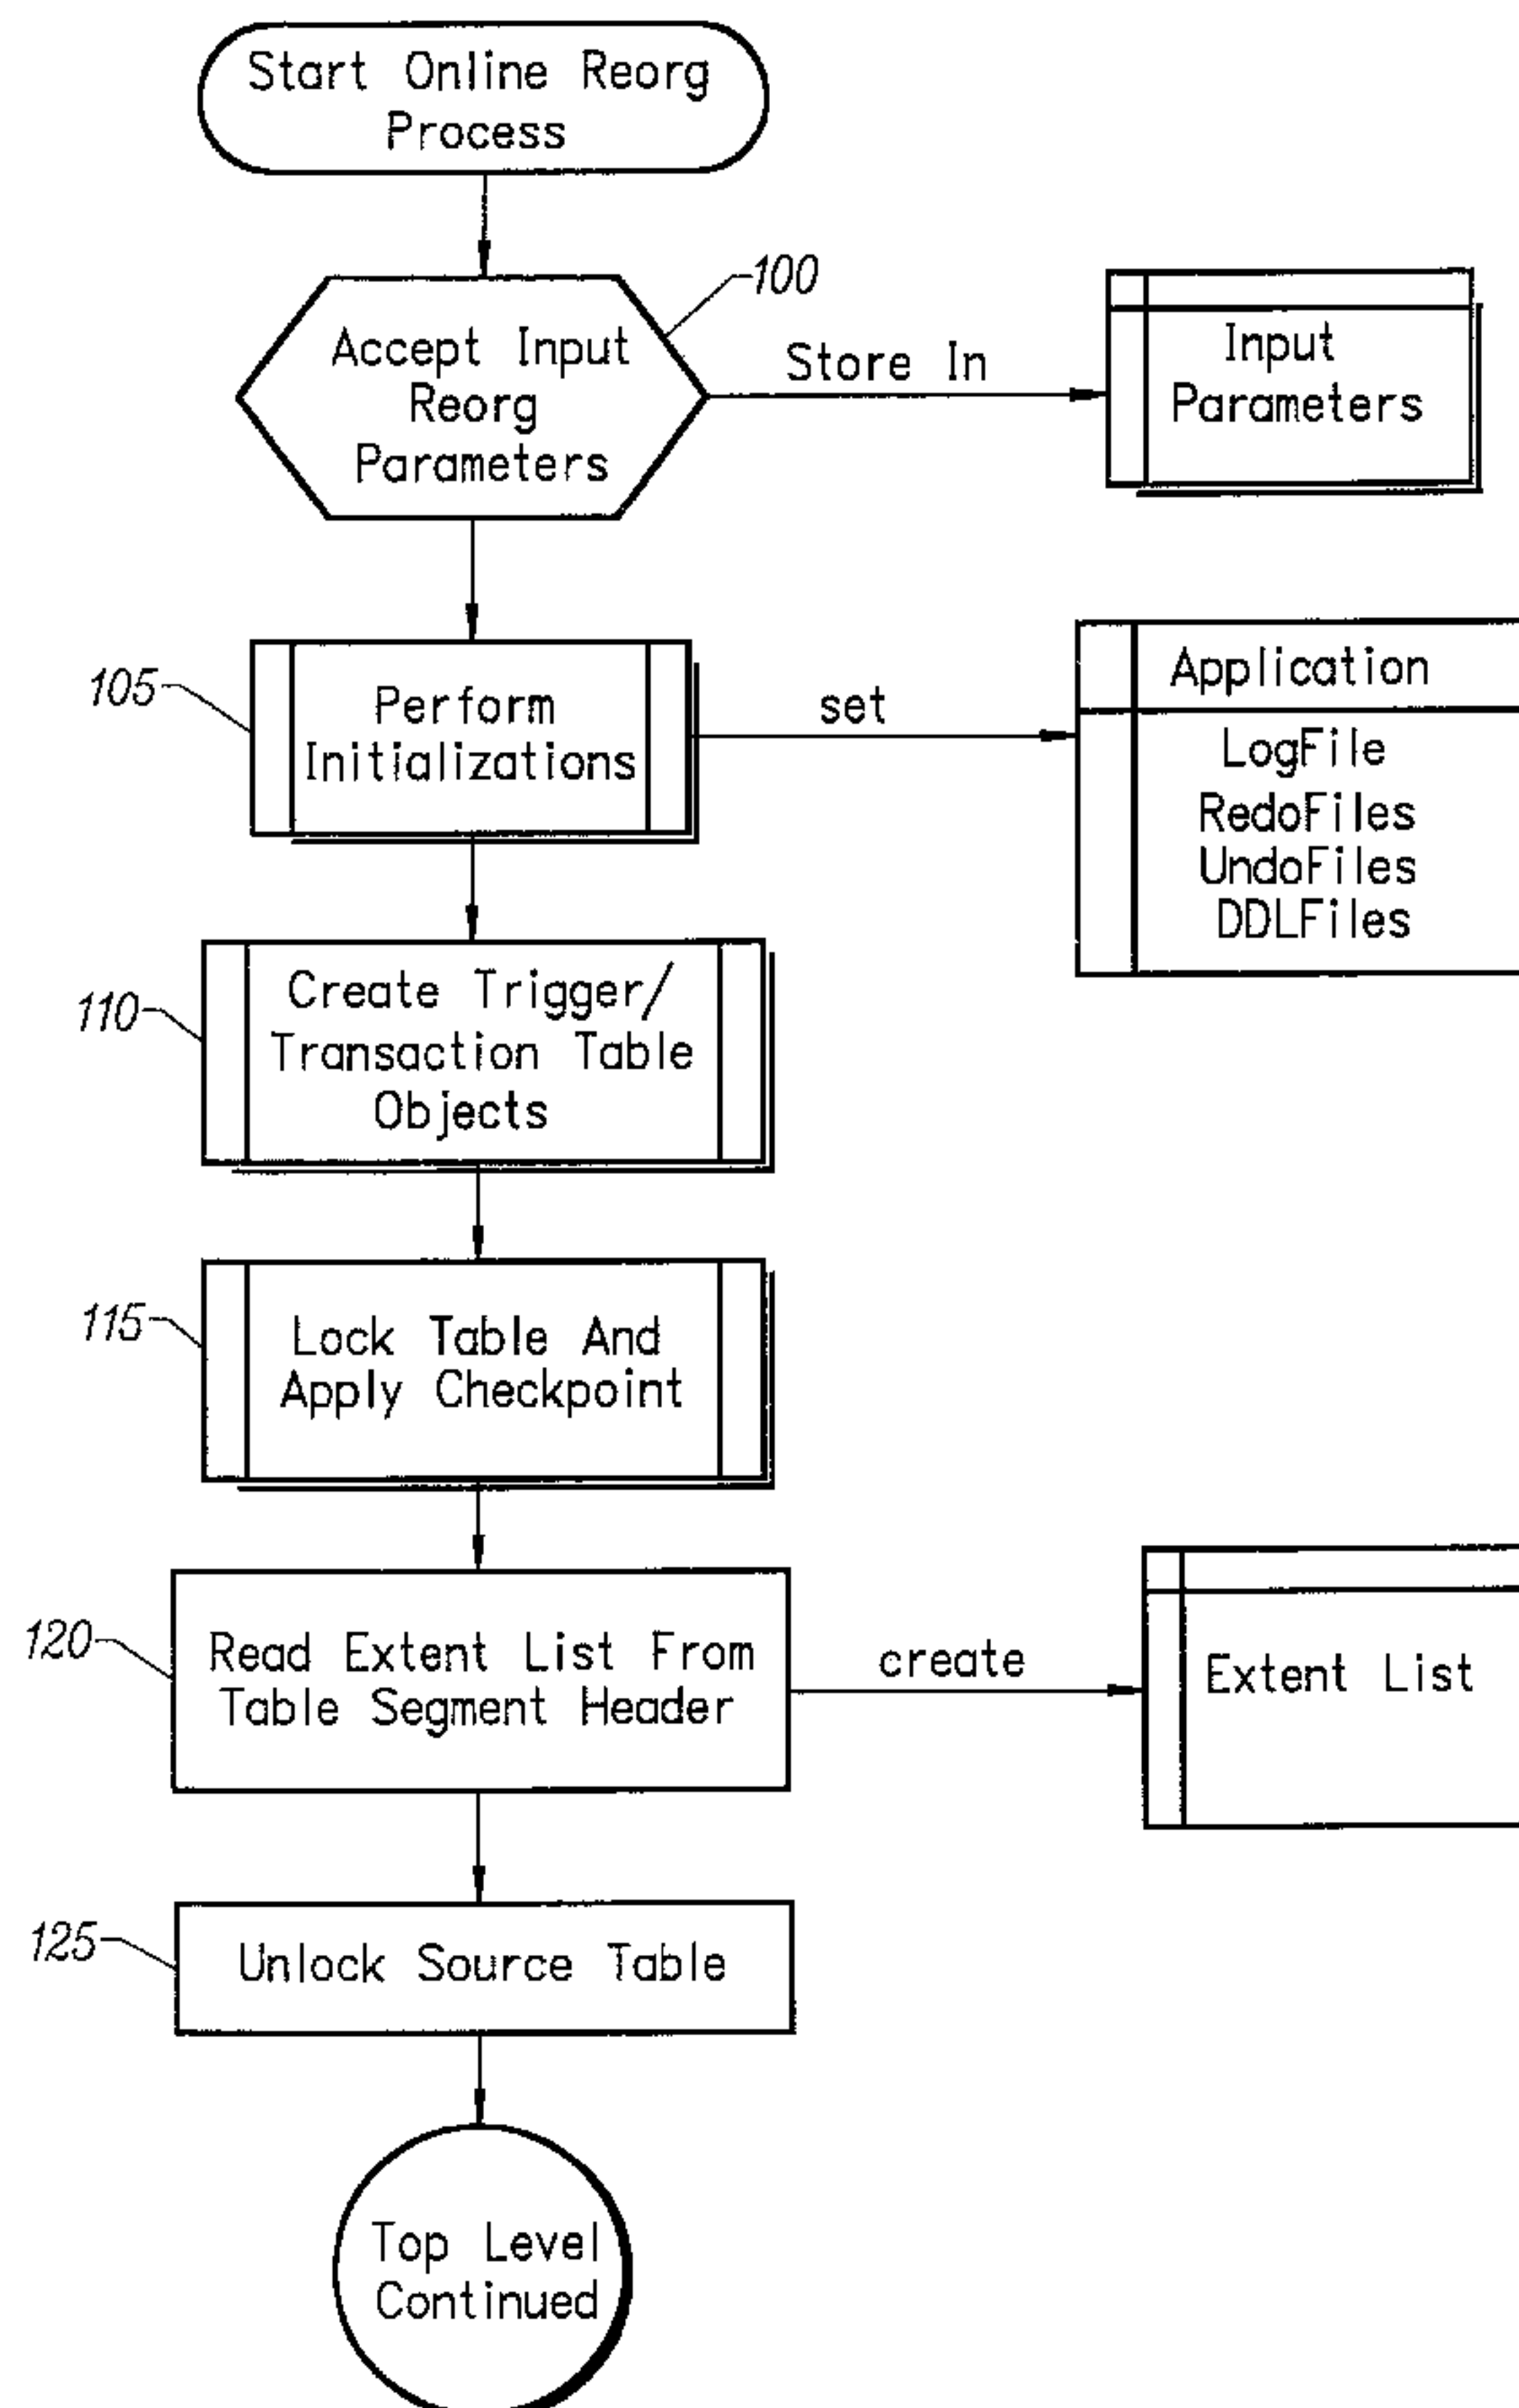 Start Online Reorg
Process
100
Accept Input
Reorg
Parameters
Store In
Input
Parameters
105
Perform
Initializations
set
Application
LogFile
RedoFiles
UndoFiles
DDLFiles
110
Create Trigger/
Transaction Table
Objects
115
Lock Table And
Apply Checkpoint
120
Read Extent List From
Table Segment Header
create
Extent List
125
Unlock Source Table
Top Level
Continued